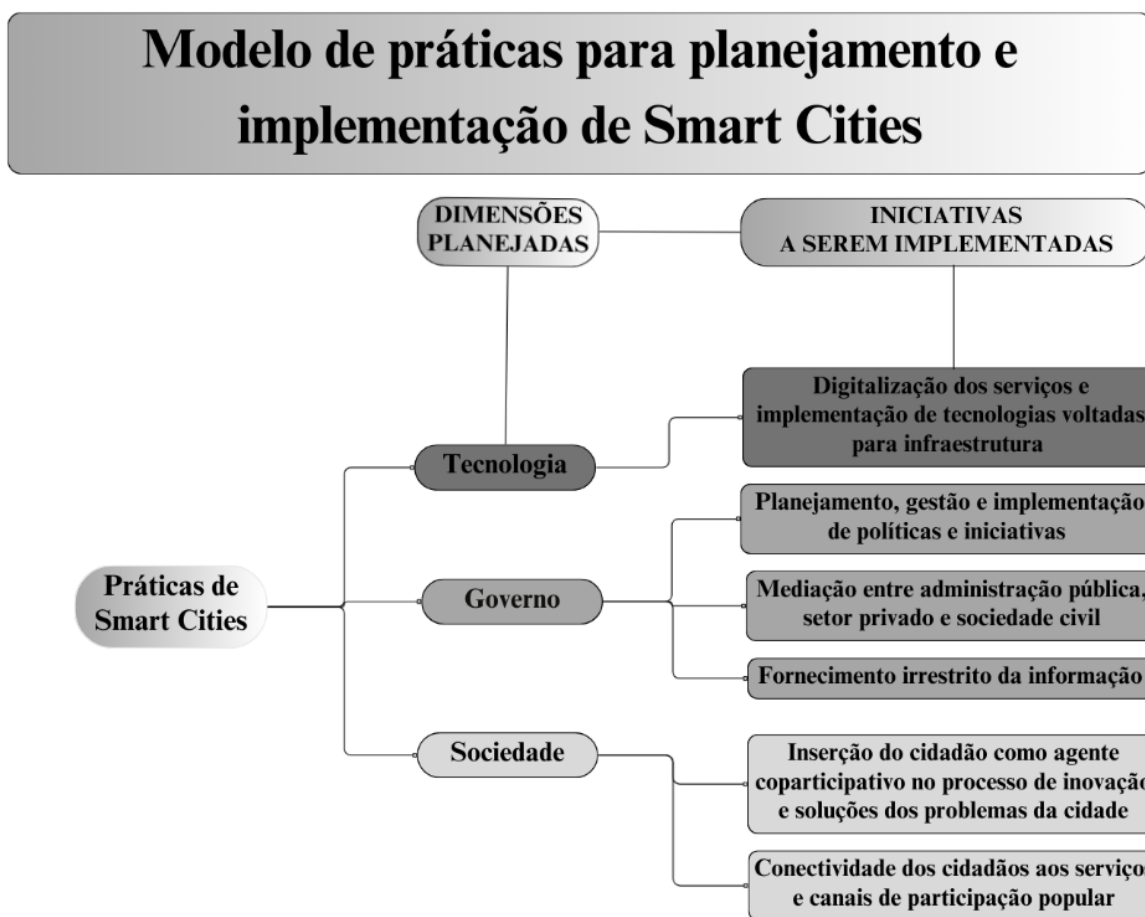 Modelo de práticas para planejamento e
implementação de Smart Cities
DIMENSÕES
PLANEJADAS
INICIATIVAS
A SEREM IMPLEMENTADAS
Digitalização dos serviços e
implementação de tecnologias voltadas
para infraestrutura
Tecnologia
Planejamento, gestão e implementação
de políticas e iniciativas
Práticas de
Smart Cities
Governo
Mediação entre administração pública,
setor privado e sociedade civil
Fornecimento irrestrito da informação
Sociedade
Inserção do cidadão como agente
coparticipativo no processo de inovação
e soluções dos problemas da cidade
Conectividade dos cidadãos aos serviços
e canais de participação popular